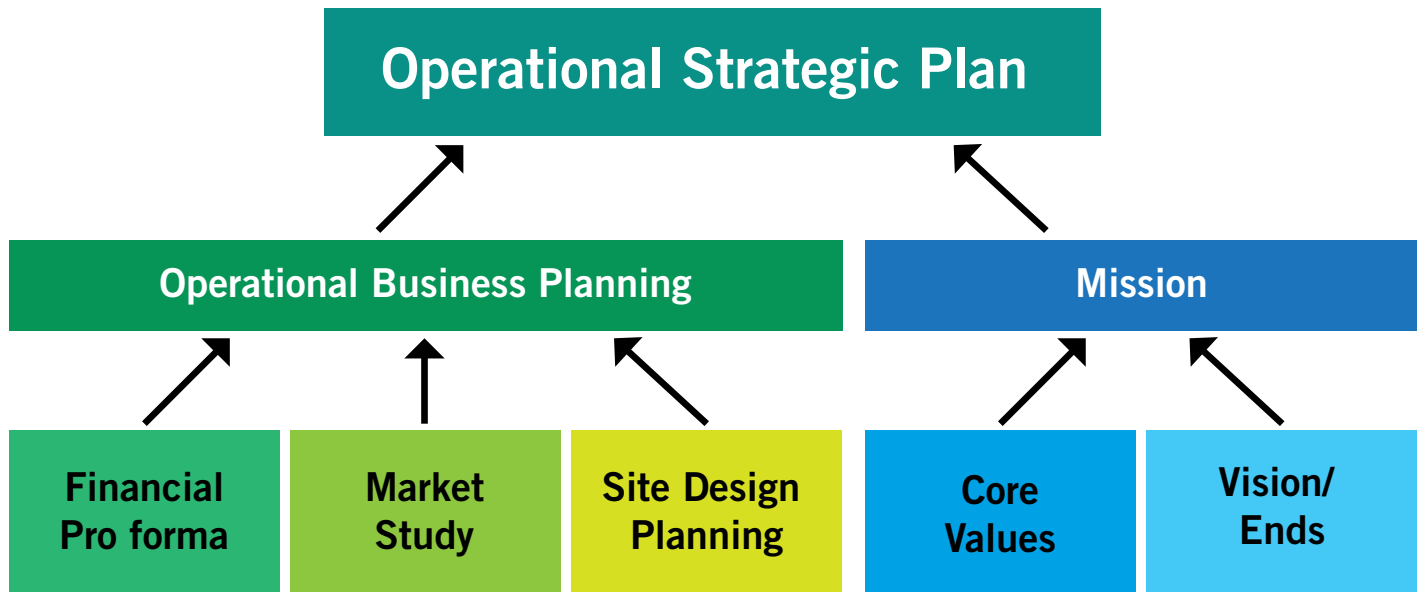 Operational Strategic Plan
Operational Business Planning
Mission
Financial
Pro forma
Market
Study
Site Design
Planning
Core
Values
Vision/
Ends